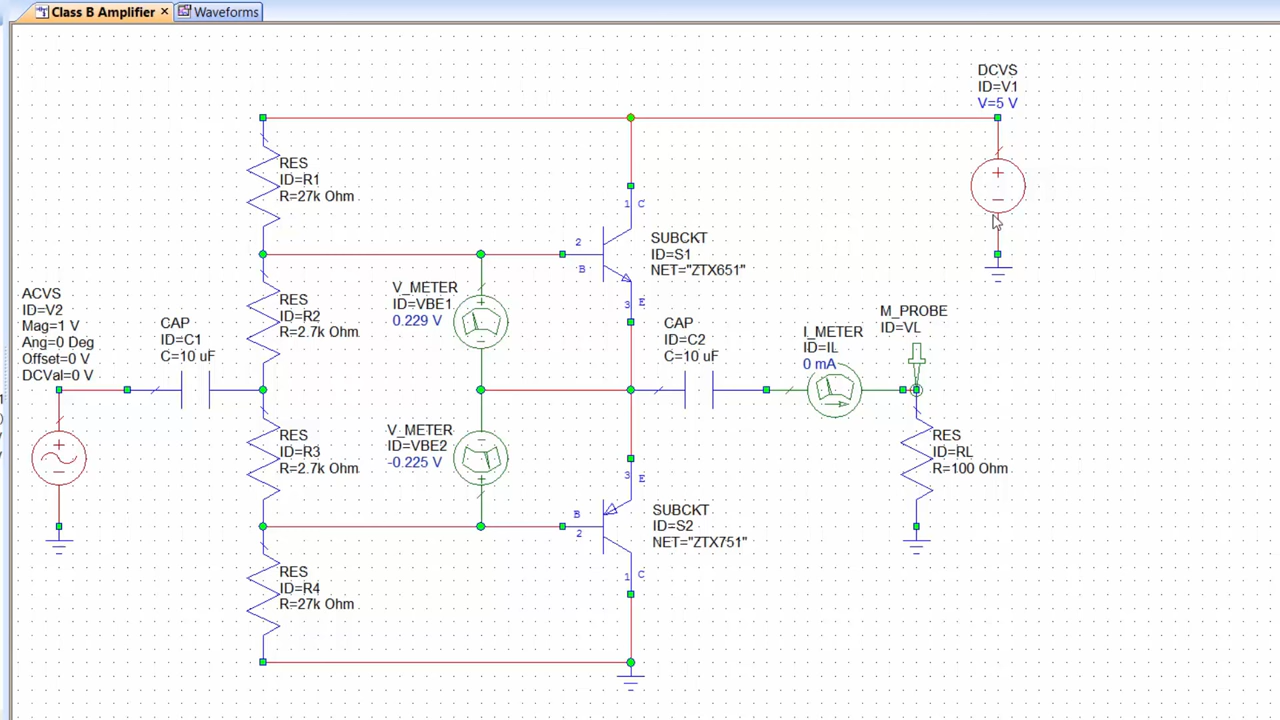 Class B Amplifier
Waveforms
DCVS
ID=V1
V=5 V
RES
ID=R1
R=27k Ohm
1 C
2
B
SUBCKT
ID=S1
NET="ZTX651"
3 E
V_METER
ID=VBE1
0.229 V
RES
ID=R2
R=2.7k Ohm
ACVS
ID=V2
Mag=1 V
Ang=0 Deg
Offset=0 V
DCVal=0 V
CAP
ID=C1
C=10 uF
CAP
ID=C2
C=10 uF
I_METER
ID=IL
0 mA
M_PROBE
ID=VL
RES
ID=R3
R=2.7k Ohm
V_METER
ID=VBE2
-0.225 V
RES
ID=RL
R=100 Ohm
3 E
B
2
SUBCKT
ID=S2
NET="ZTX751"
1 C
RES
ID=R4
R=27k Ohm